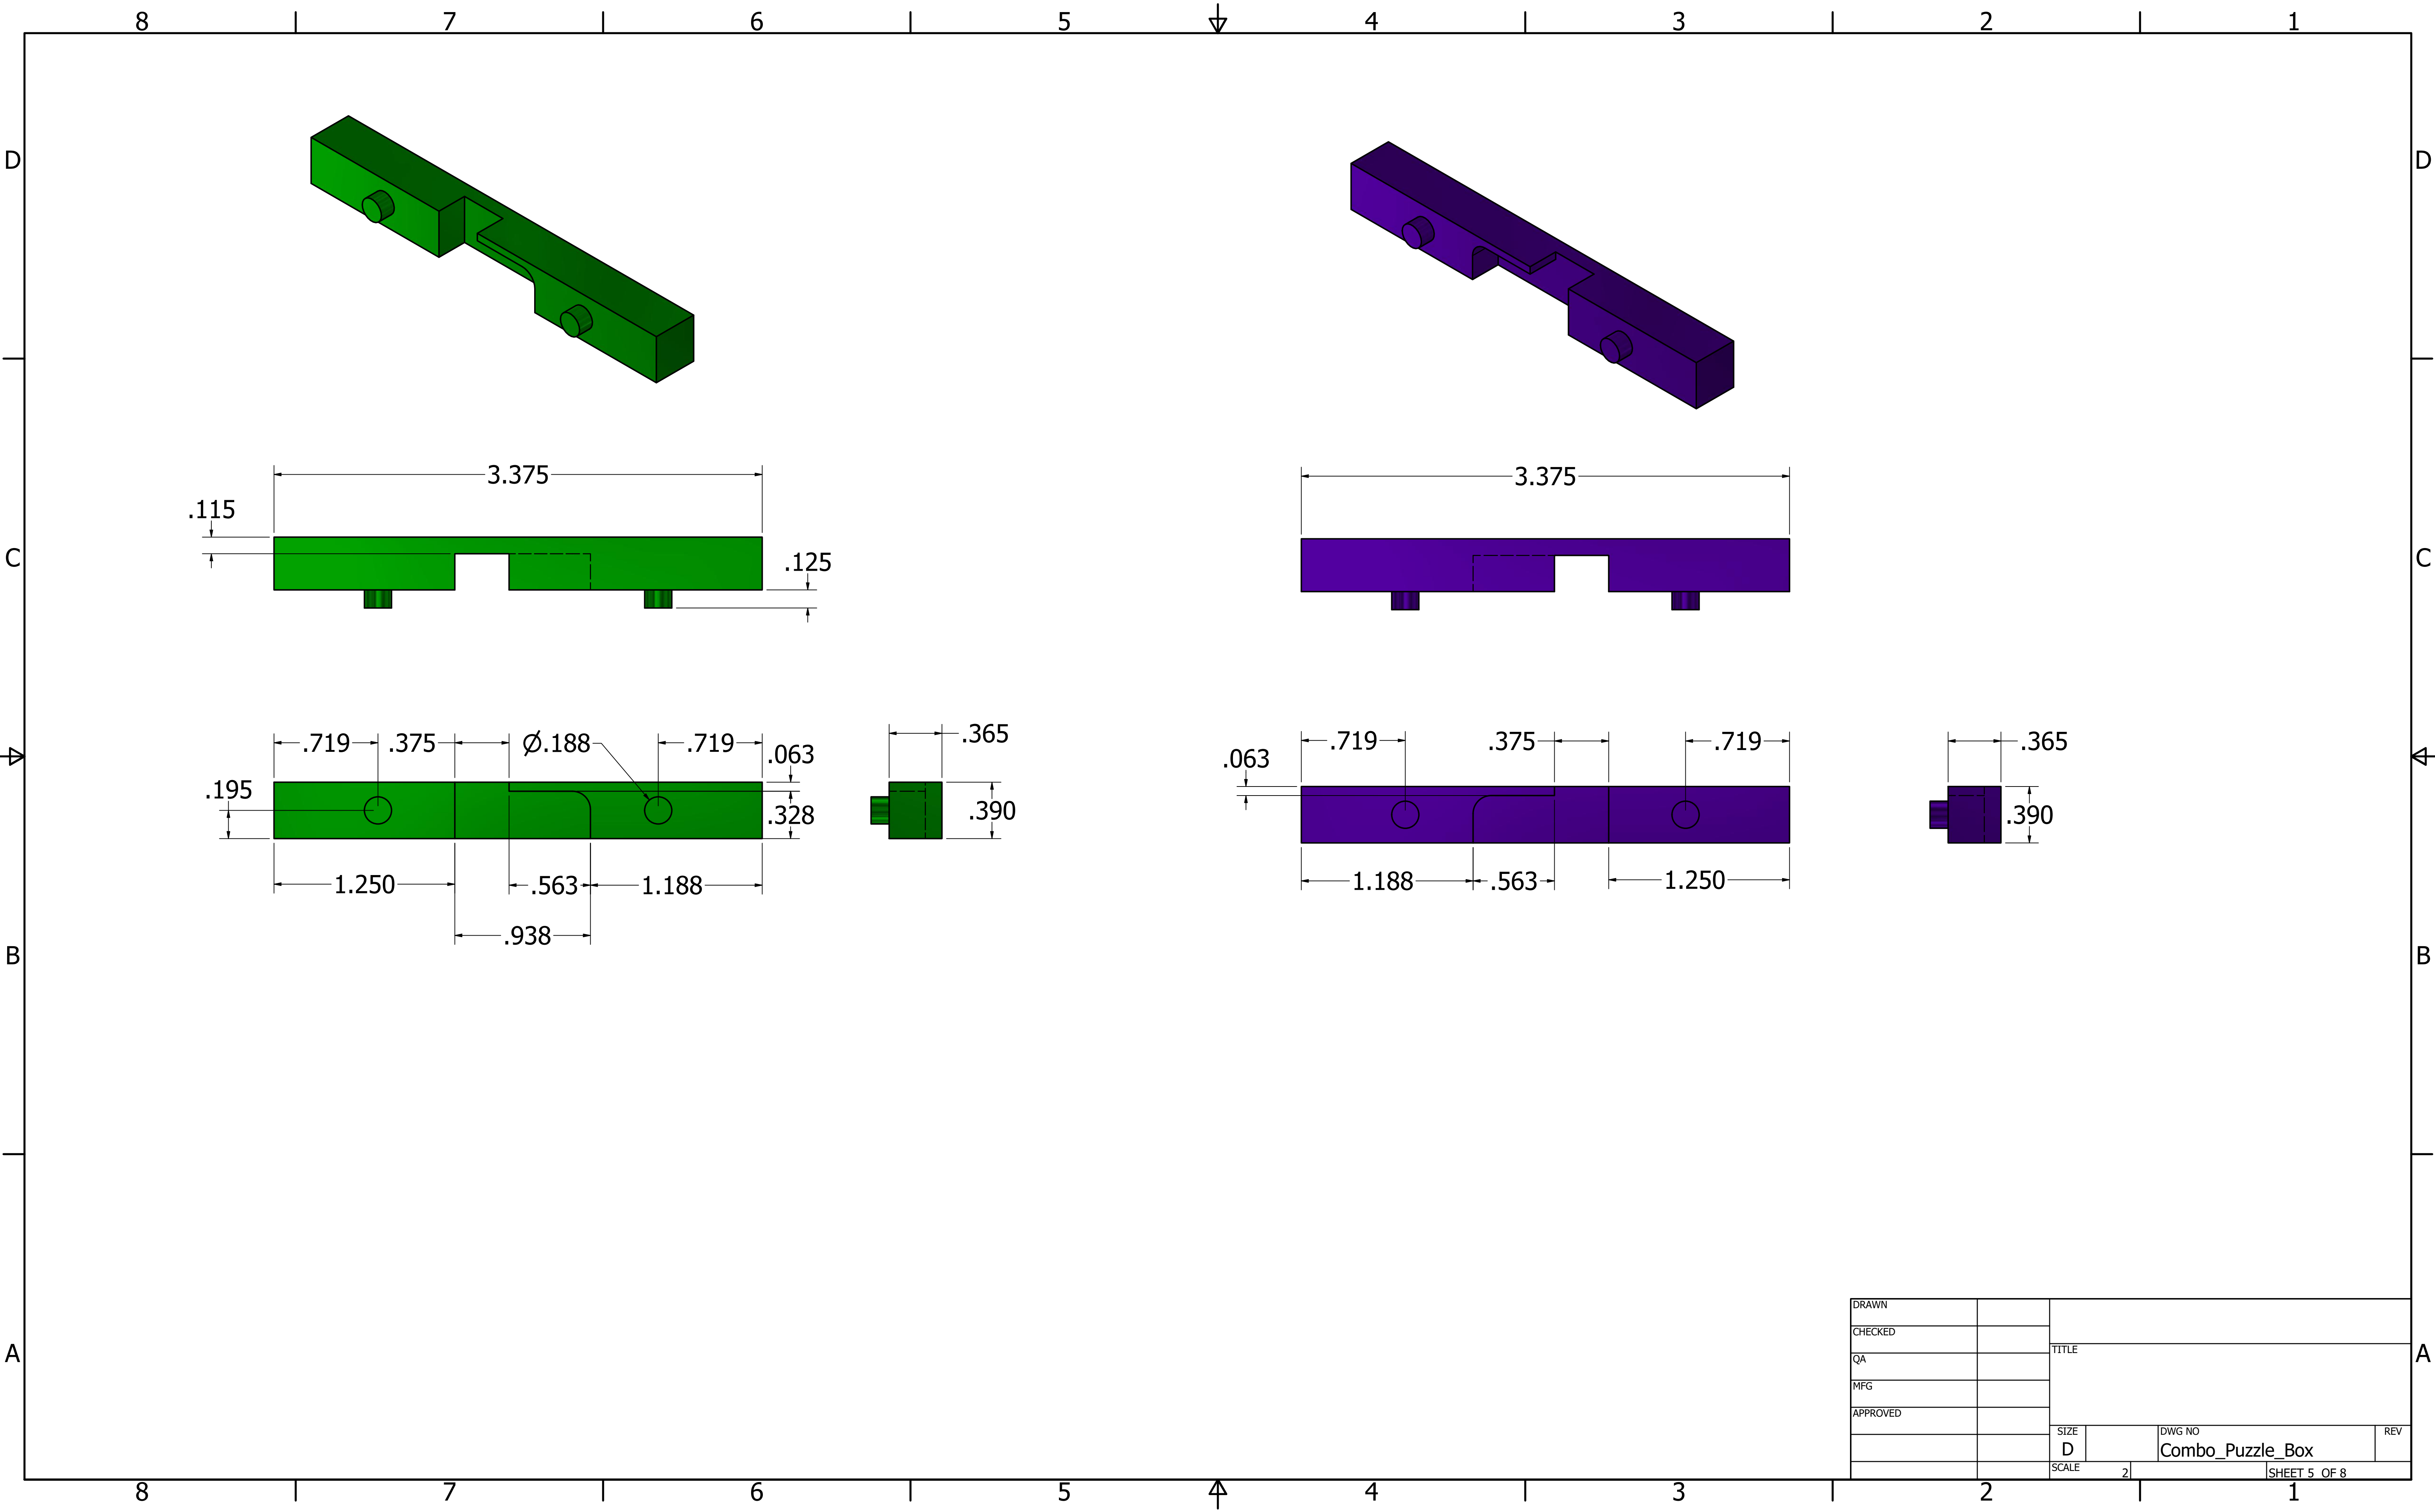 8 7 6 5 4 3 2 1
D D
3.375 3.375
.115
C .125 C
.719 .375 Ø.188 .719 .063 .365 .063 .719 .375 .719 .365
.195 .328 .390 .390
1.250 .563 1.188 1.188 .563 1.250
.938
B B
DRAWN
CHECKED
QA
MFG
APPROVED
TITLE
A A
SIZE DWG NO REV
D Combo_Puzzle_Box
SCALE 2 SHEET 5 OF 8
8 7 6 5 4 3 2 1